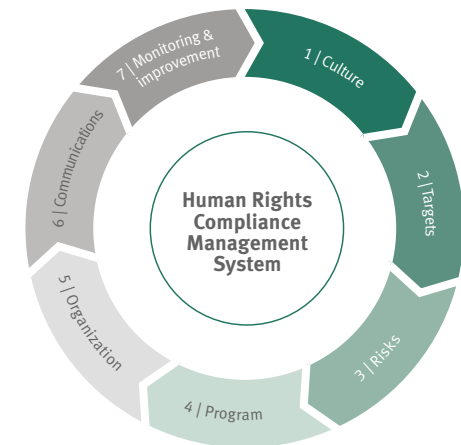 Human Rights
Compliance
Management
System
1 | Culture
2 | Targets
3 | Risks
4 | Program
5 | Organization
6 | Communications
7 | Monitoring &
improvement